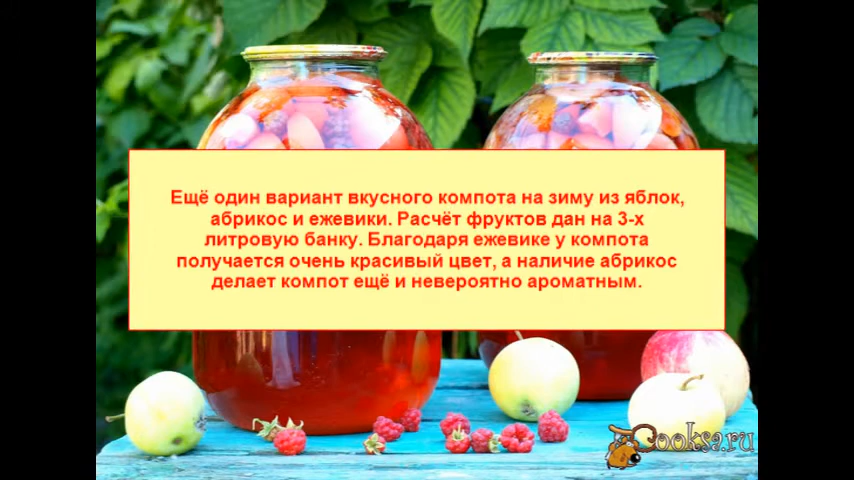 Ещё один вариант вкусного компота на зиму из яблок,
абрикос и ежевики. Расчёт фруктов дан на 3-х
литровую банку. Благодаря ежевике у компота
получается очень красивый цвет, а наличие абрикос
делает компот ещё и невероятно ароматным.
Cooksa.ru